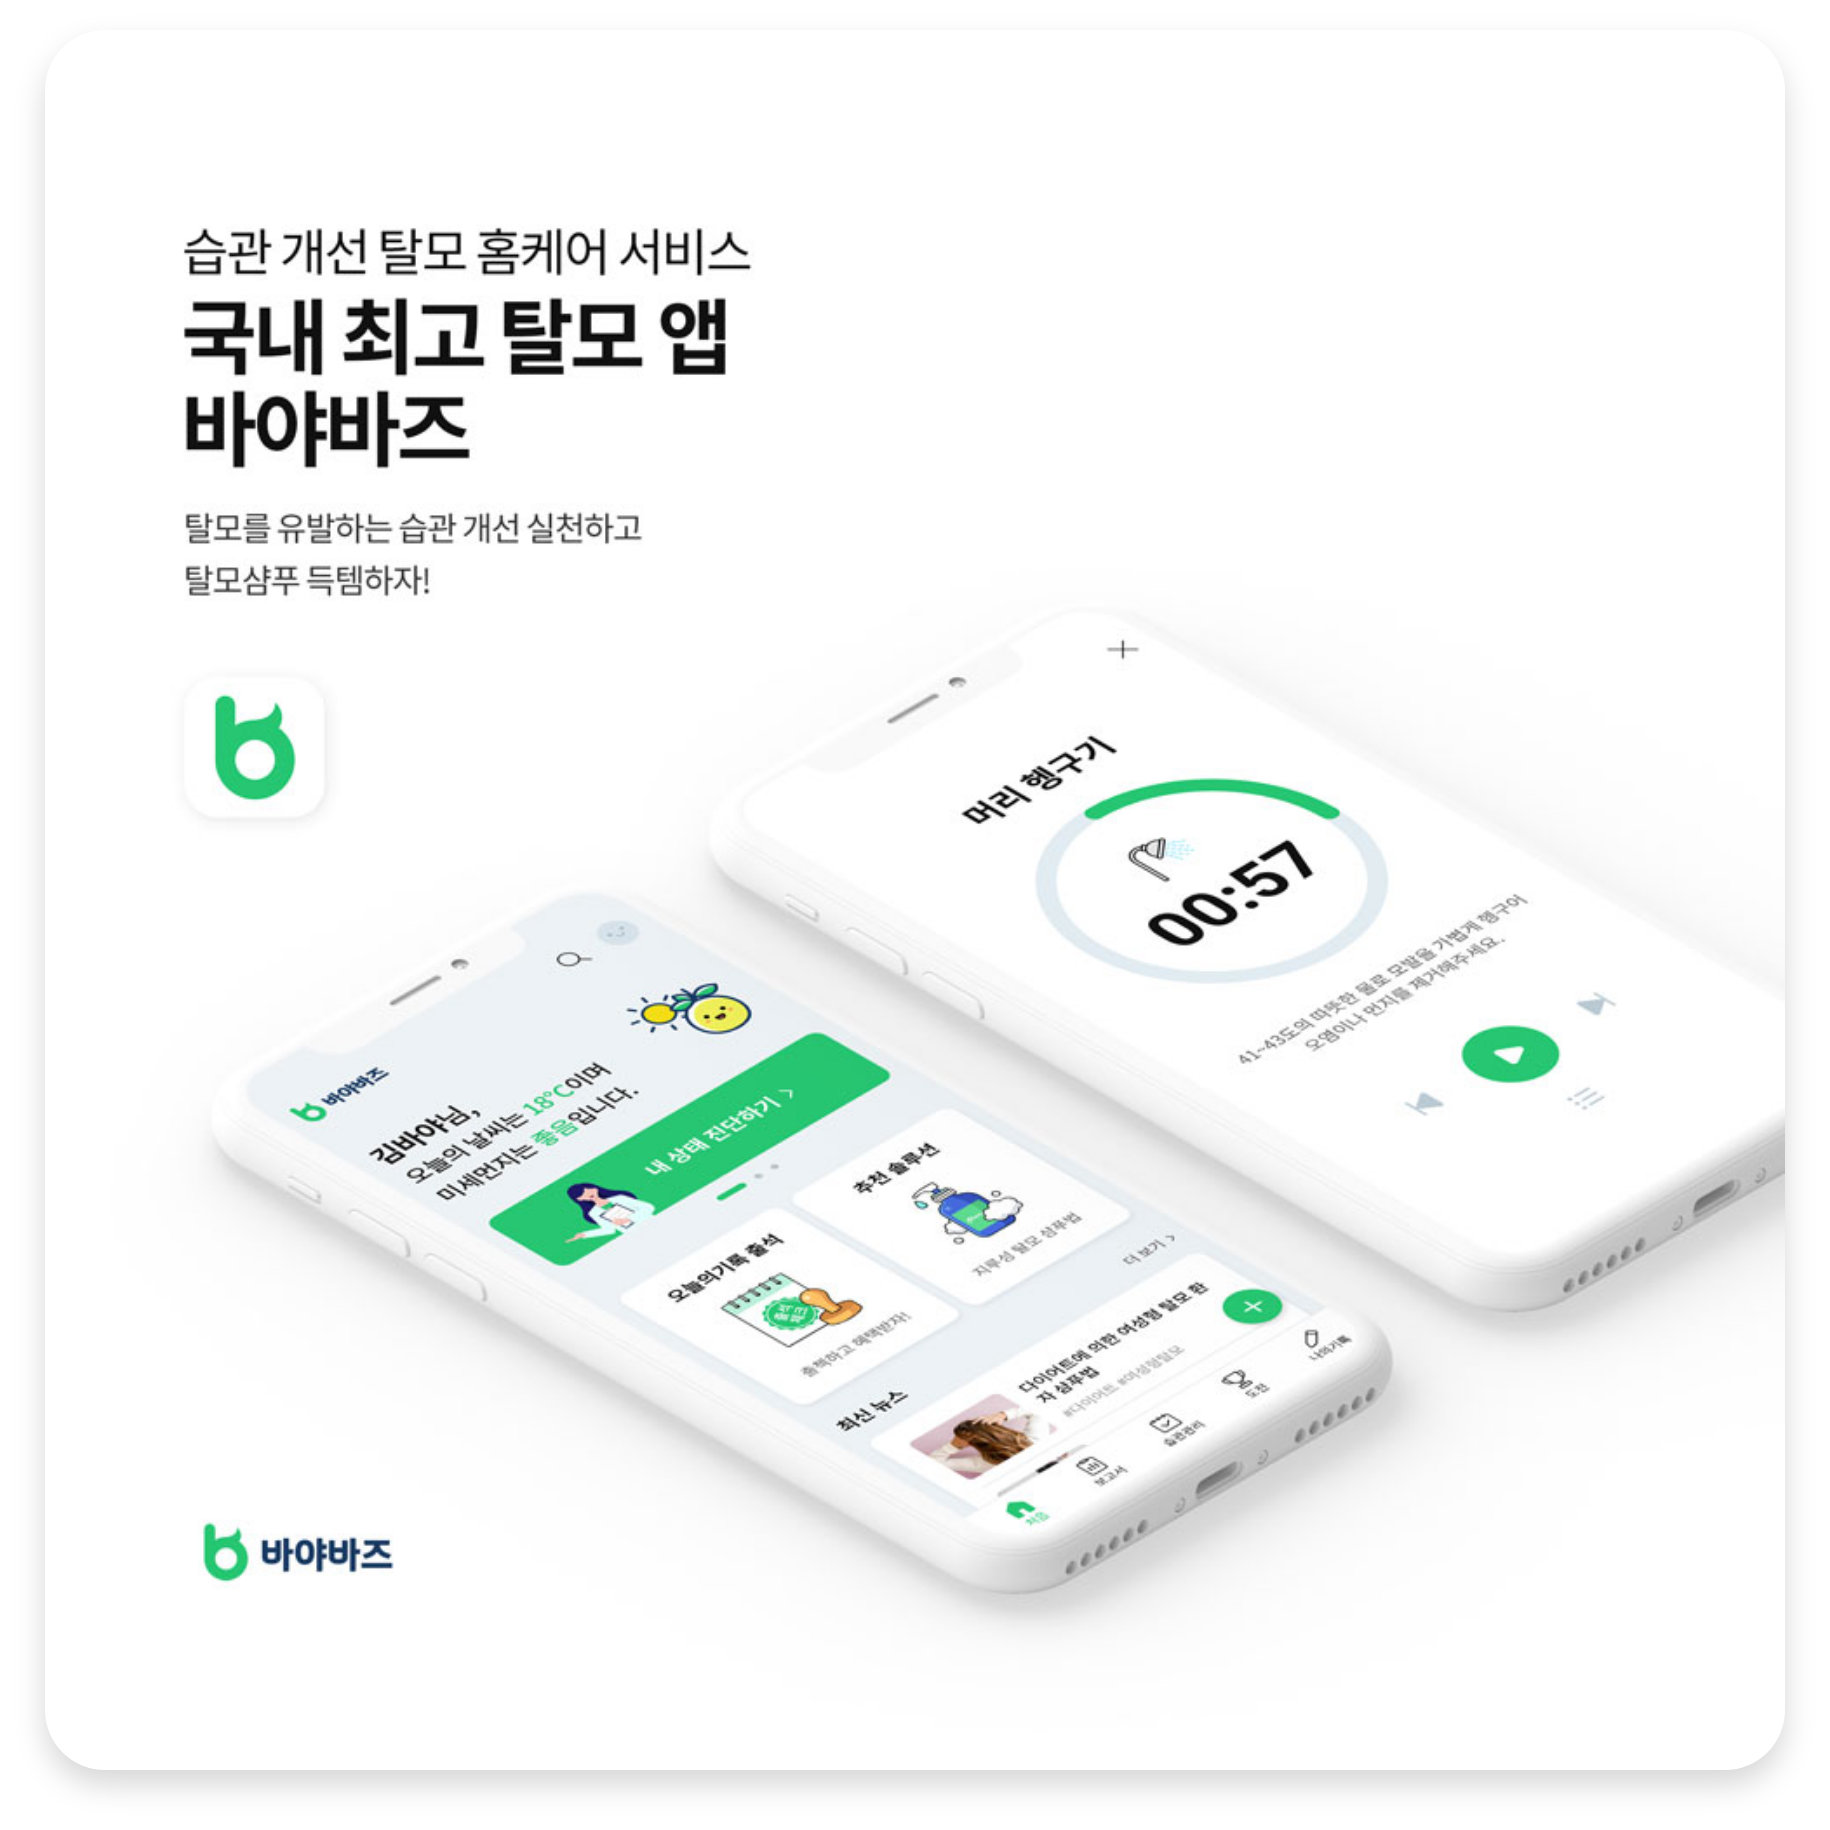 습관 개선 탈모 홈케어 서비스
국내 최고 탈모 앱
바야바즈
탈모를 유발하는 습관 개선 실천하고
탈모샴푸 득템하자!
머리 헹구기
00:57
41~43도의 따뜻한 물로 모발을 가볍게 헹구어
오염이나 먼지를 제거해주세요.
바야바즈
김바야님,
오늘의 날씨는 18°C이며
미세먼지는 좋음입니다.
내 상태 진단하기 >
오늘의기록 출석
출책하고 혜택받자!
추천 솔루션
지루성 탈모 샴푸법
최신 뉴스
더 보기 >
다이어트에 의한 여성형 탈모 환
자 샴푸법
#다이어트 #여성형탈모
처음
보고서
습관관리
도전
나의기록
바야바즈